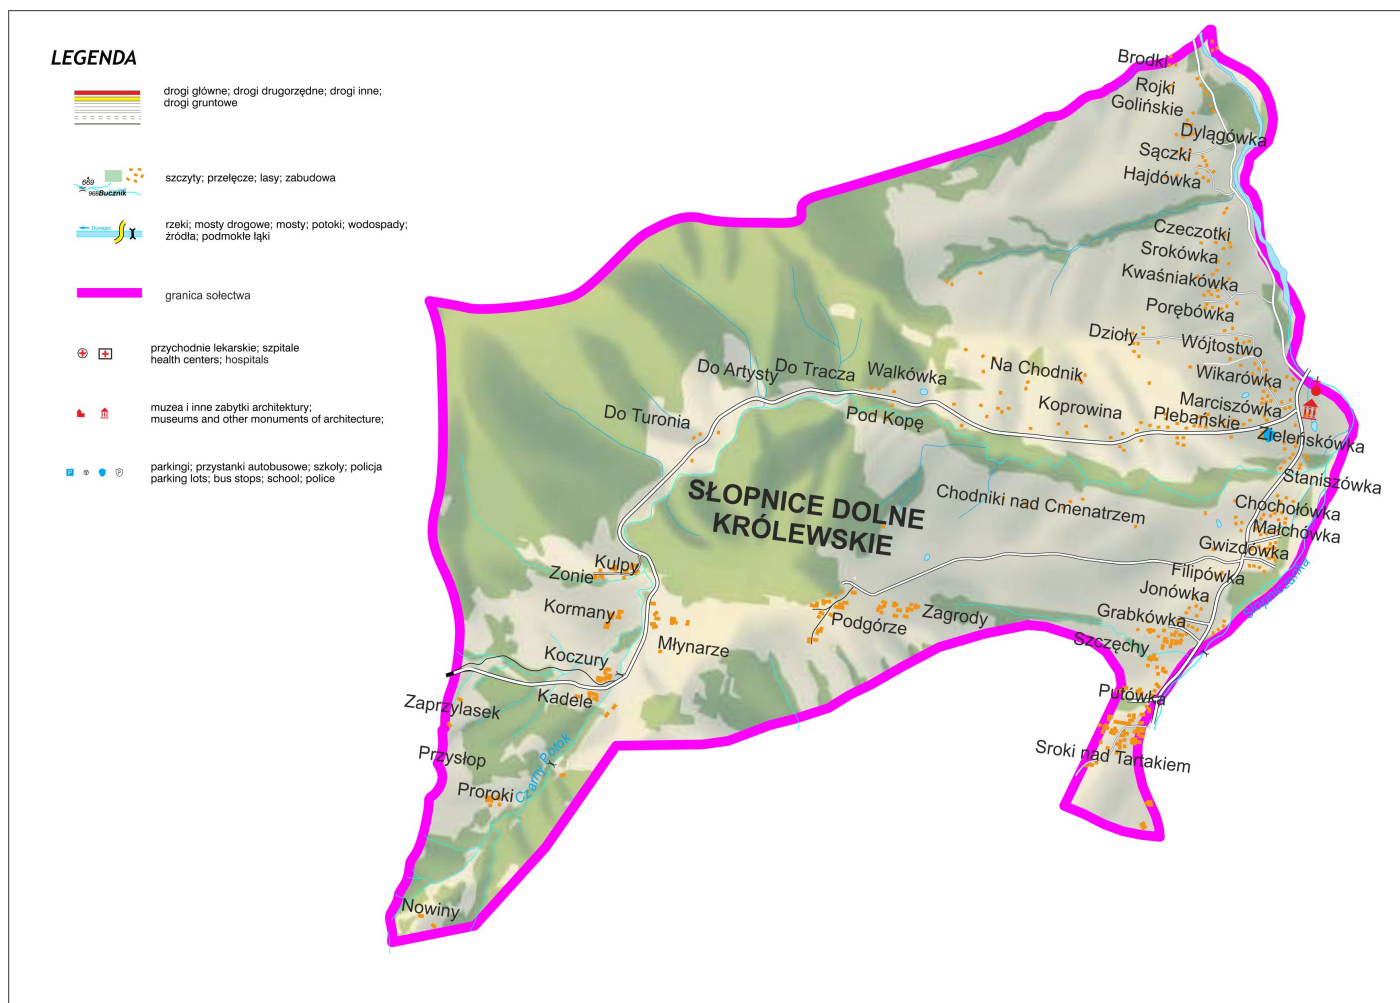 LEGENDA
drogi główne; drogi drugorzędne; drogi inne;
drogi gruntowe
669
966 Bucznik
szczyty; przełęcze; lasy; zabudowa
Dunajec
rzeki; mosty drogowe; mosty; potoki; wodospady;
źródła; podmokłe łąki
granica sołectwa
przychodnie lekarskie; szpitale
health centers; hospitals
muzea i inne zabytki architektury;
museums and other monuments of architecture;
P
P
parkingi; przystanki autobusowe; szkoły; policja
parking lots; bus stops; school; police
Brodki
Rojki
Golińskie
Dylągówka
Sączki
Hajdówka
Czeczotki
Srokówka
Kwaśniakówka
Porębówka
Dzioły
Wójtostwo
Na Chodnik
Wikarówka
Do Artysty
Do Tracza
Walkówka
Koprowina
Marciszówka
Plebańskie
Do Turonia
Pod Kopę
Zieleńskówka
Staniszówka
SŁOPNICE DOLNE
KRÓLEWSKIE
Chodniki nad Cmenatrzem
Chochołówka
Małchówka
Gwizdówka
Filipówka
Jonówka
Kulpy
Zonie
Kormany
Podgórze
Zagrody
Grabkówka
Szczęchy
Młynarze
Koczury
Kadele
Zaprzylasek
Putówka
Sroki nad Tartakiem
Przysłop
Czarny Potok
Proroki
Nowiny